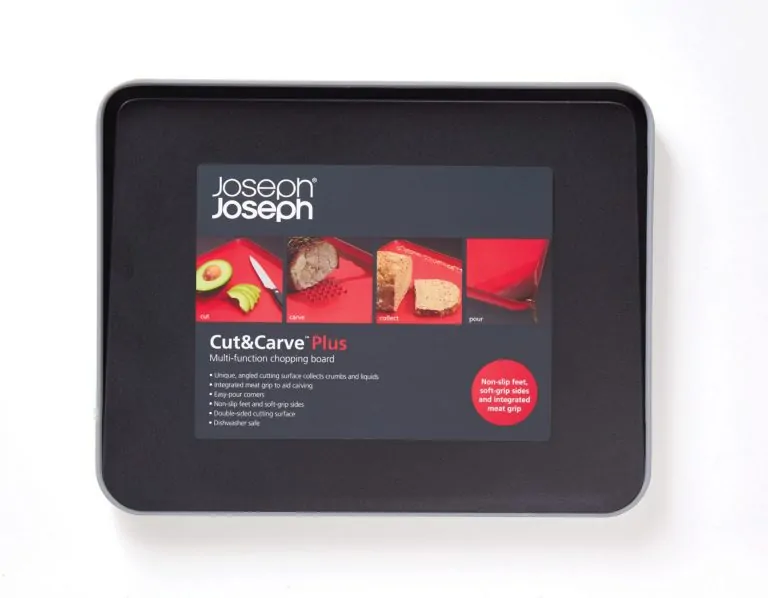 Joseph®
Joseph
cut
carve
collect
pour
Cut&Carve™Plus
Multi-function chopping board
• Unique, angled cutting surface collects crumbs and liquids
• Integrated meat grip to aid carving
• Easy-pour corners
• Non-slip feet and soft-grip sides
• Double-sided cutting surface
• Dishwasher safe
Non-slip feet,
soft-grip sides
and integrated
meat grip